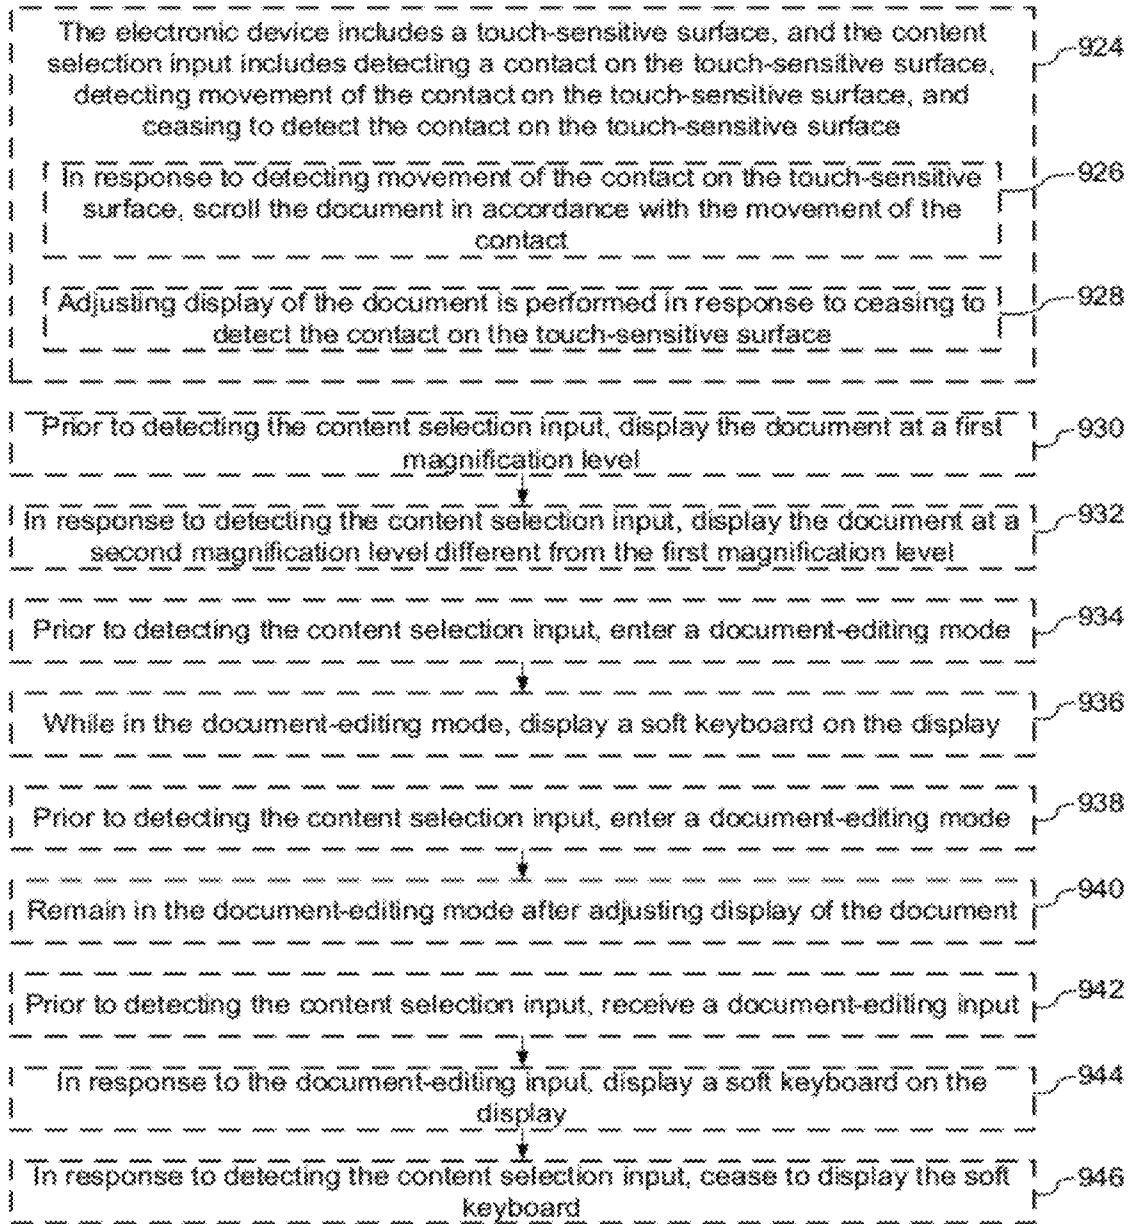 The electronic device includes a touch-sensitive surface, and the content
selection input includes detecting a contact on the touch-sensitive surface,
detecting movement of the contact on the touch-sensitive surface, and
ceasing to detect the contact on the touch-sensitive surface
924
In response to detecting movement of the contact on the touch-sensitive
surface, scroll the document in accordance with the movement of the
contact
926
Adjusting display of the document is performed in response to ceasing to
detect the contact on the touch-sensitive surface
928
Prior to detecting the content selection input, display the document at a first
magnification level
930
In response to detecting the content selection input, display the document at a
second magnification level different from the first magnification level
932
Prior to detecting the content selection input, enter a document-editing mode
934
While in the document-editing mode, display a soft keyboard on the display
936
Prior to detecting the content selection input, enter a document-editing mode
938
Remain in the document-editing mode after adjusting display of the document
940
Prior to detecting the content selection input, receive a document-editing input
942
In response to the document-editing input, display a soft keyboard on the
display
944
In response to detecting the content selection input, cease to display the soft
keyboard
946